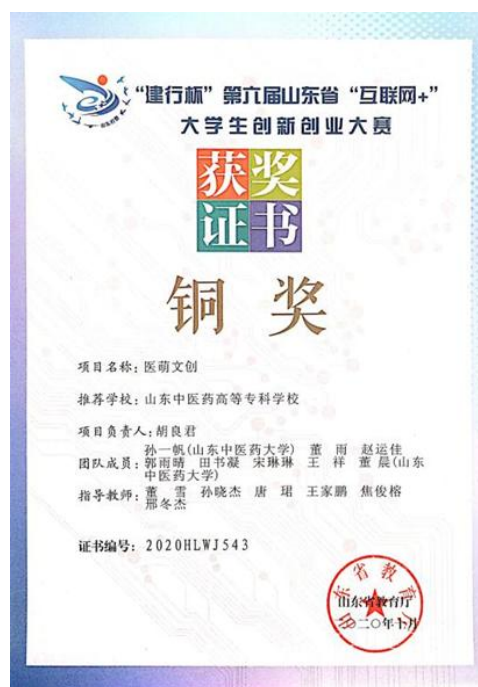 “建行杯”第六届山东省“互联网+”
大学生创新创业大赛
获奖
证书
铜 奖
项目名称：医萌文创
推荐学校：山东中医药高等专科学校
项目负责人：胡良君
孙一帆(山东中医药大学) 董 雨 赵运佳
团队成员：郭雨晴 田书凝 宋琳琳 王 祥 董晨(山东
中医药大学)
指导教师：董 雪 孙晓杰 唐 珺 王家鹏 焦俊榕
邢冬杰
证书编号：2020HLWJ543
山东省教育厅
山东省教育厅
二〇二〇年十月